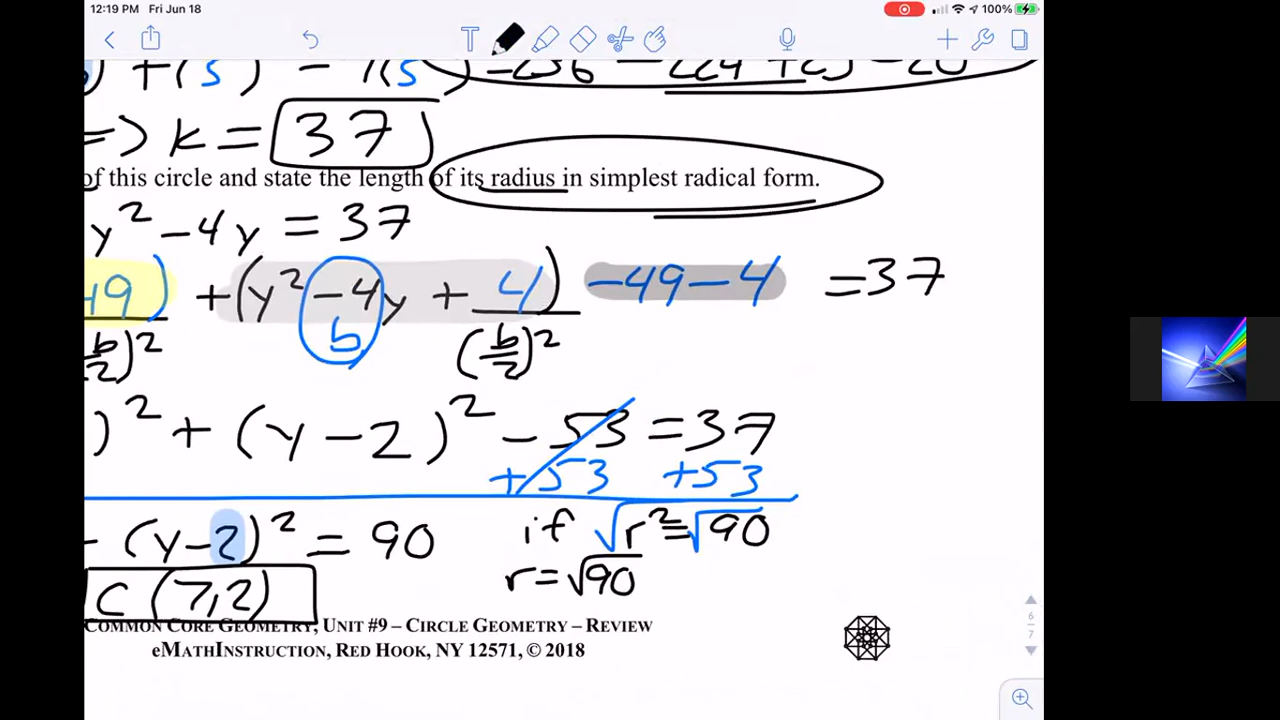 12:19 PM Fri Jun 18 100%
T
+(5) = 1(5)
=> k = 37
of this circle and state the length of its radius in simplest radical form.
y² - 4y = 37
49) + (y² - 4y + 4) - 49 - 4 = 37
(b/2)² b (b/2)²
)² + (y - 2)² - 53 = 37
+53 +53
(y-2)² = 90 if √r² = √90
C (7,2) r = √90
COMMON CORE GEOMETRY, UNIT #9 – CIRCLE GEOMETRY – REVIEW
eMATHINSTRUCTION, RED HOOK, NY 12571, © 2018
6
7